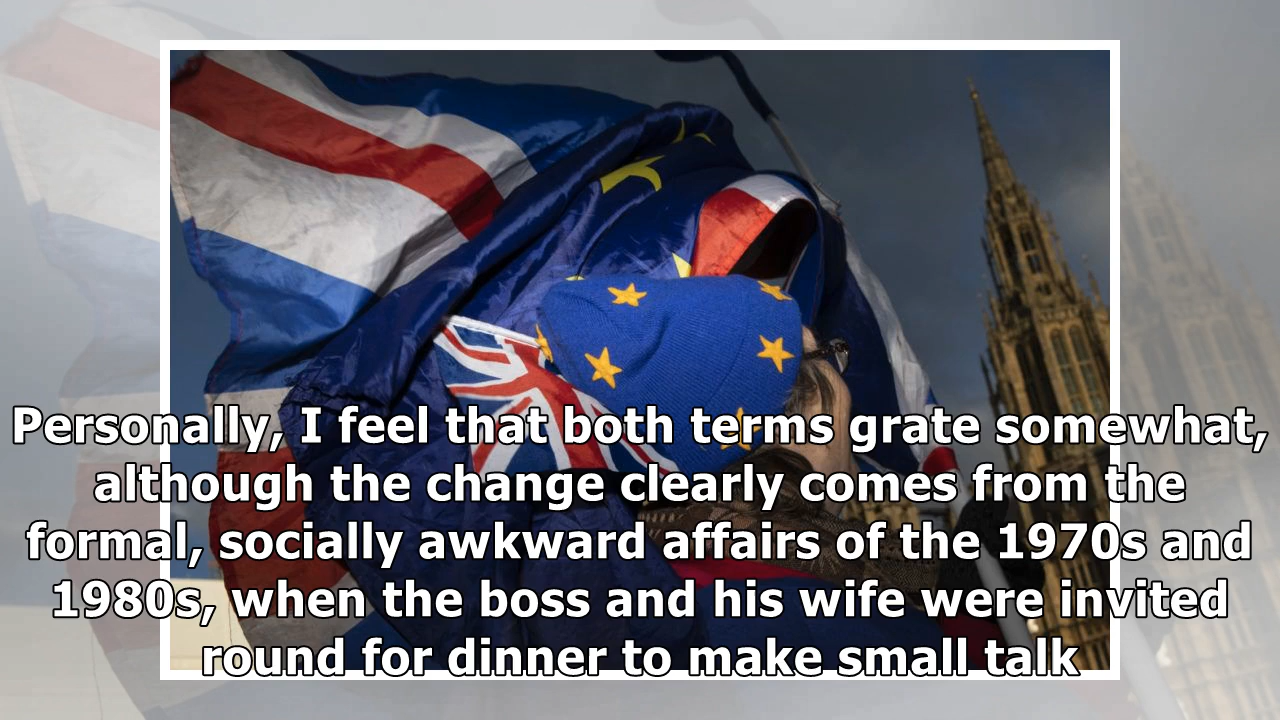 Personally, I feel that both terms grate somewhat,
although the change clearly comes from the
formal, socially awkward affairs of the 1970s and
1980s, when the boss and his wife were invited
round for dinner to make small talk